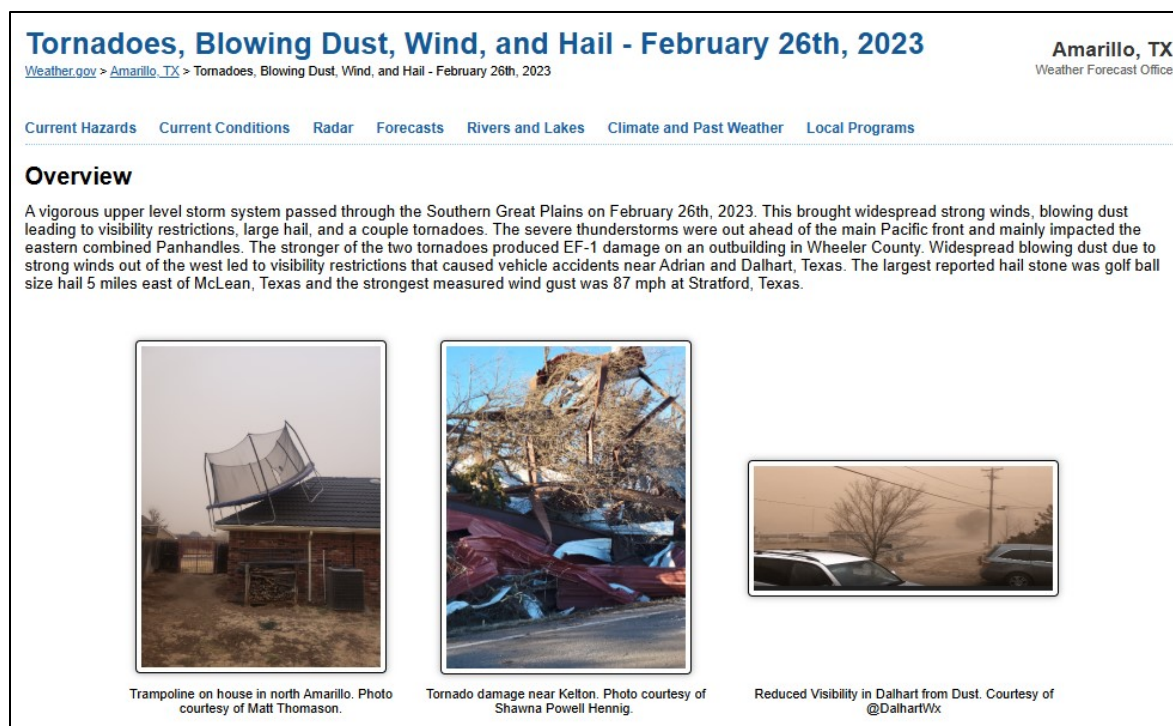 Tornadoes, Blowing Dust, Wind, and Hail - February 26th, 2023
Amarillo, TX
Weather.gov > Amarillo, TX > Tornadoes, Blowing Dust, Wind, and Hail - February 26th, 2023
Weather Forecast Office
Current Hazards Current Conditions Radar Forecasts Rivers and Lakes Climate and Past Weather Local Programs
Overview
A vigorous upper level storm system passed through the Southern Great Plains on February 26th, 2023. This brought widespread strong winds, blowing dust
leading to visibility restrictions, large hail, and a couple tornadoes. The severe thunderstorms were out ahead of the main Pacific front and mainly impacted the
eastern combined Panhandles. The stronger of the two tornadoes produced EF-1 damage on an outbuilding in Wheeler County. Widespread blowing dust due to
strong winds out of the west led to visibility restrictions that caused vehicle accidents near Adrian and Dalhart, Texas. The largest reported hail stone was golf ball
size hail 5 miles east of McLean, Texas and the strongest measured wind gust was 87 mph at Stratford, Texas.
Trampoline on house in north Amarillo. Photo
courtesy of Matt Thomason.
Tornado damage near Kelton. Photo courtesy of
Shawna Powell Hennig.
Reduced Visibility in Dalhart from Dust. Courtesy of
@DalhartWx